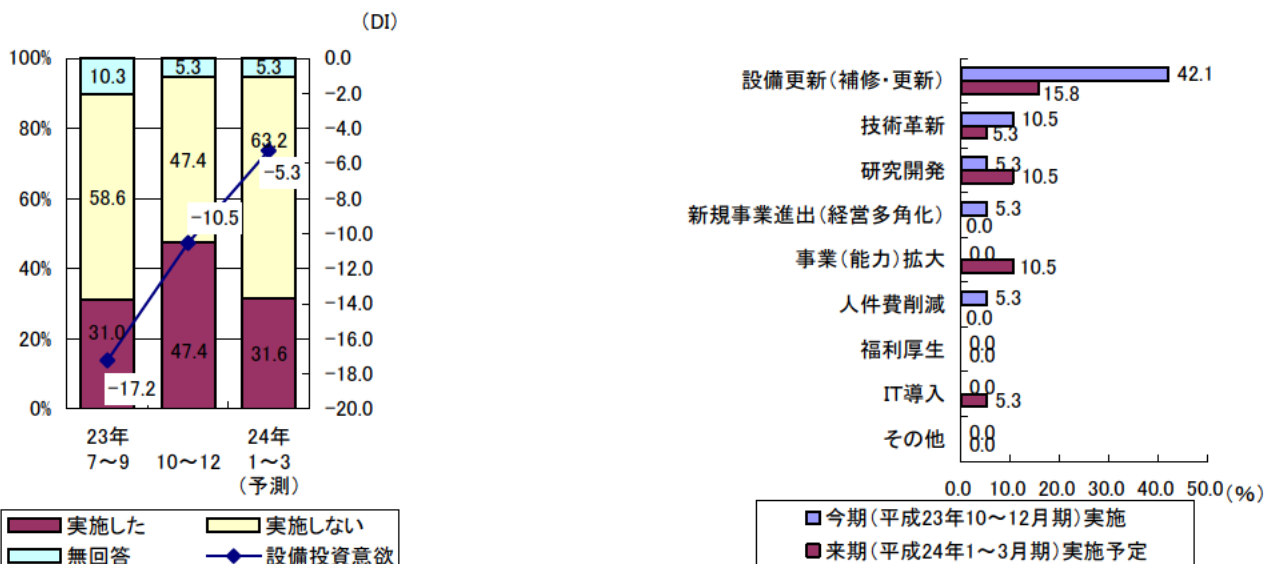 (DI)
100%
80%
60%
40%
20%
0%
10.3
58.6
31.0
5.3
47.4
47.4
5.3
63.2
31.6
-17.2
-10.5
-5.3
0.0
-2.0
-4.0
-6.0
-8.0
-10.0
-12.0
-14.0
-16.0
-18.0
-20.0
23年
7～9
10～12
24年
1～3
(予測)
実施した
実施しない
無回答
設備投資意欲
設備更新(補修・更新)
42.1
15.8
技術革新
10.5
5.3
研究開発
5.3
10.5
新規事業進出(経営多角化)
5.3
0.0
事業(能力)拡大
0.0
10.5
人件費削減
5.3
0.0
福利厚生
0.0
0.0
IT導入
0.0
5.3
その他
0.0
0.0
0.0 10.0 20.0 30.0 40.0 50.0(%)
今期(平成23年10～12月期)実施
来期(平成24年1～3月期)実施予定